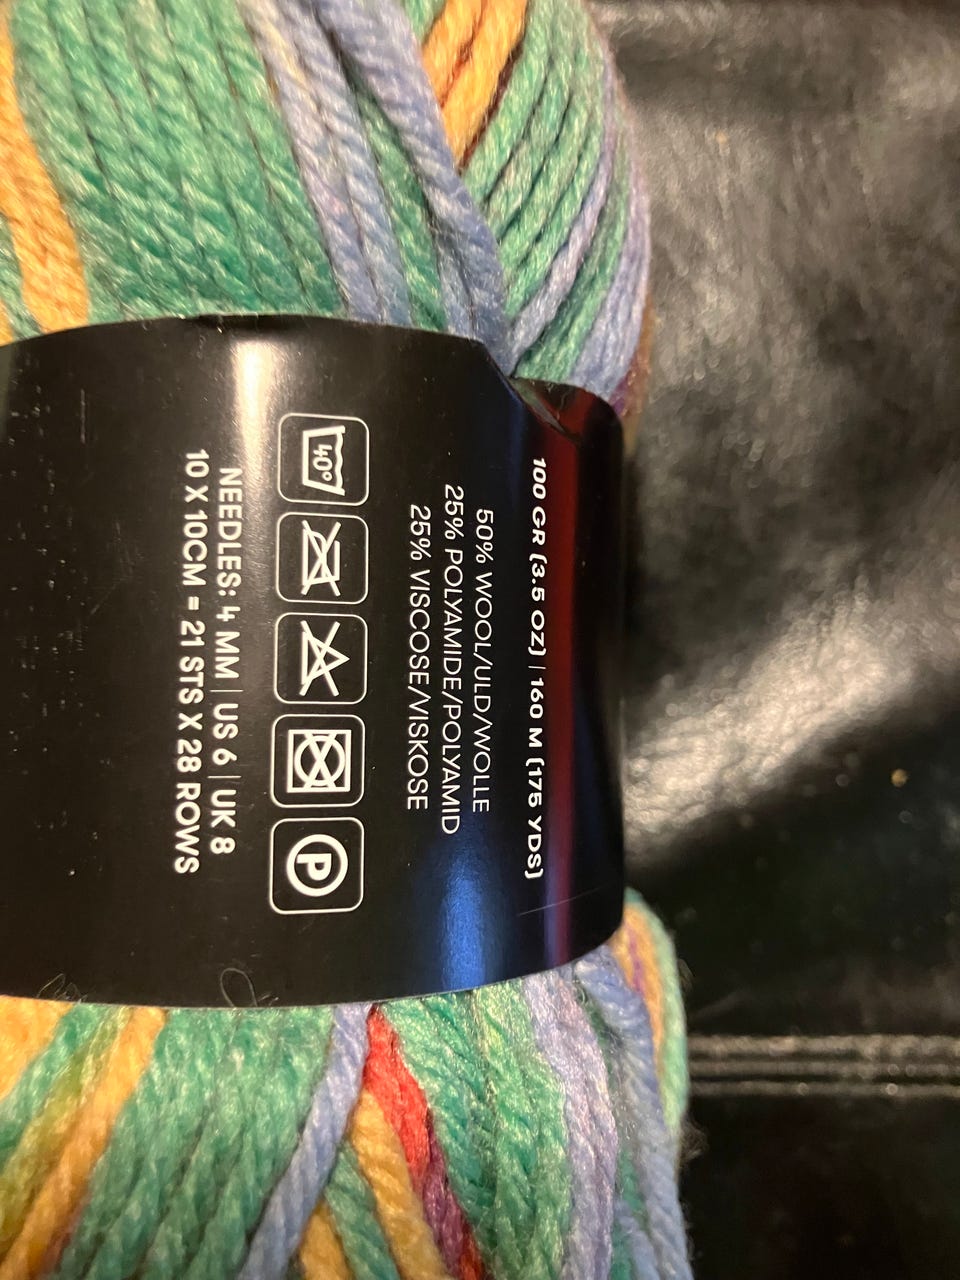 100 GR (3.5 OZ) | 160 M (175 YDS)
50% WOOL/ULD/WOLLE
25% POLYAMIDE/POLYAMID
25% VISCOSE/VISKOSE
40°
P
NEEDLES: 4 MM | US 6 | UK 8
10 X 10CM = 21 STS X 28 ROWS